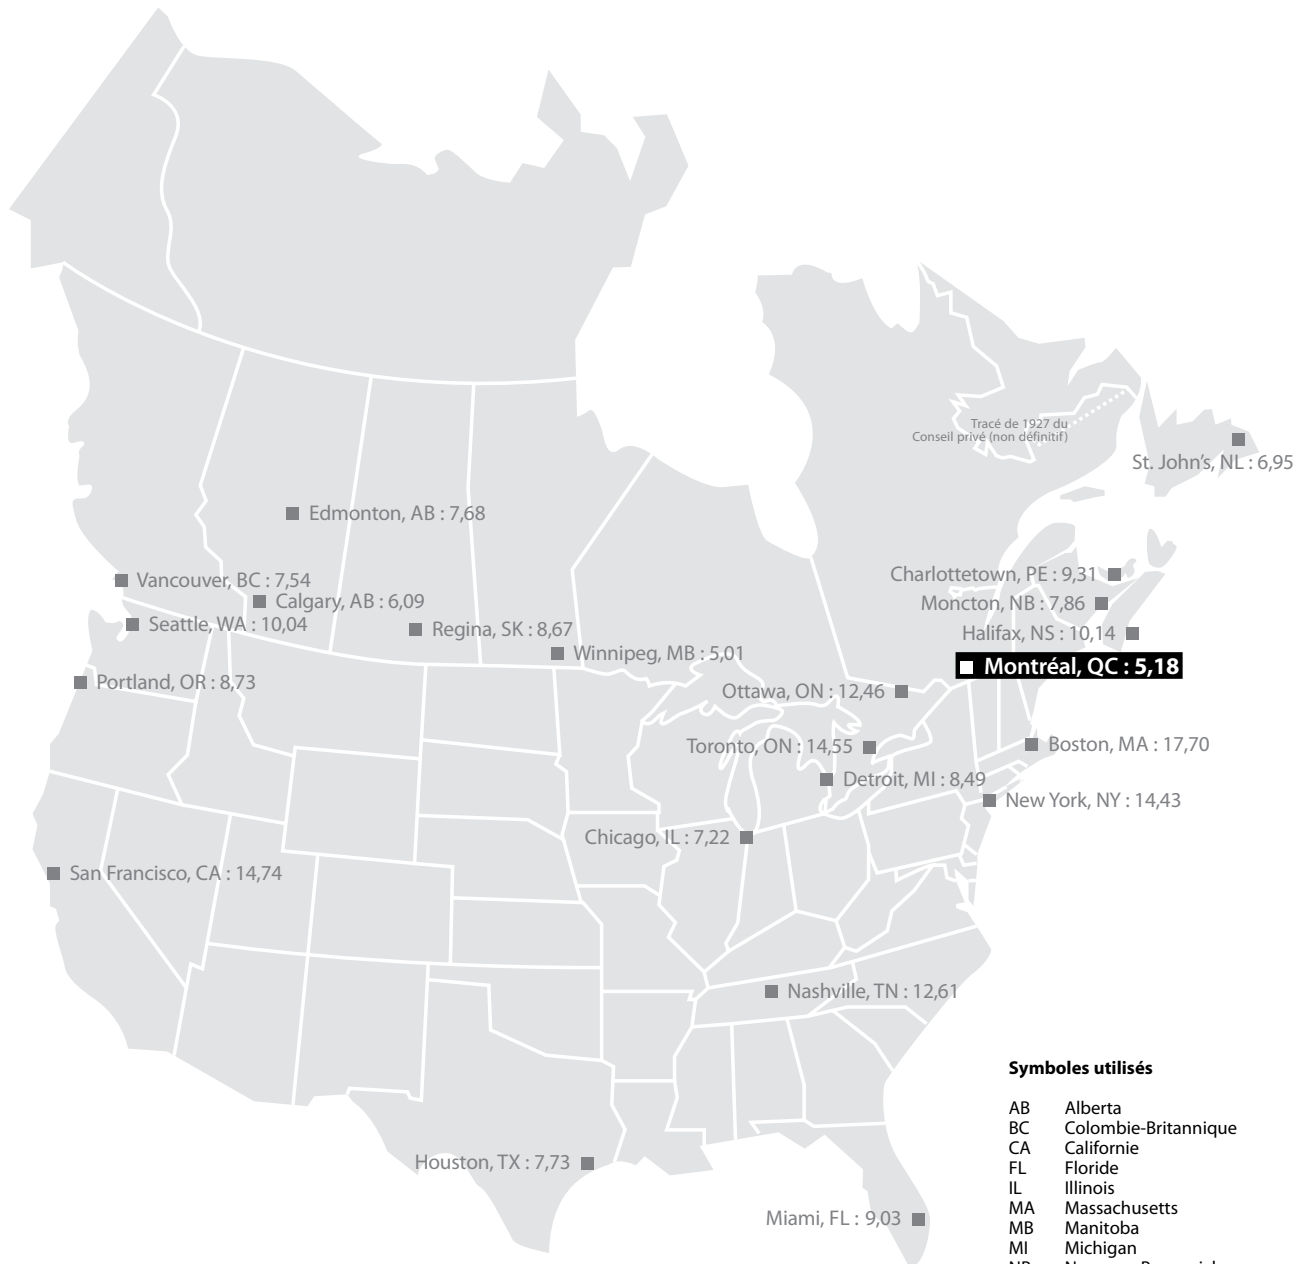 Tracé de 1927 du
Conseil privé (non définitif)
St. John's, NL : 6,95
Edmonton, AB : 7,68
Vancouver, BC : 7,54
Charlottetown, PE : 9,31
Calgary, AB : 6,09
Moncton, NB : 7,86
Seattle, WA : 10,04
Regina, SK : 8,67
Halifax, NS : 10,14
Winnipeg, MB : 5,01
Montréal, QC : 5,18
Portland, OR : 8,73
Ottawa, ON : 12,46
Toronto, ON : 14,55
Boston, MA : 17,70
Detroit, MI : 8,49
New York, NY : 14,43
Chicago, IL : 7,22
San Francisco, CA : 14,74
Nashville, TN : 12,61
Houston, TX : 7,73
Miami, FL : 9,03
Symboles utilisés
AB Alberta
BC Colombie-Britannique
CA Californie
FL Floride
IL Illinois
MA Massachusetts
MB Manitoba
MI Michigan